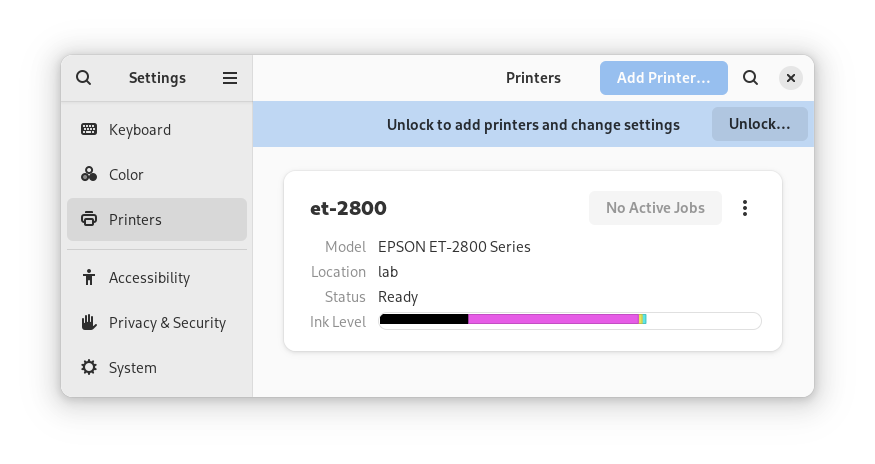 Settings
Printers
Add Printer...
Unlock to add printers and change settings
Unlock...
Keyboard
Color
Printers
Accessibility
Privacy & Security
System
et-2800
No Active Jobs
Model EPSON ET-2800 Series
Location lab
Status Ready
Ink Level